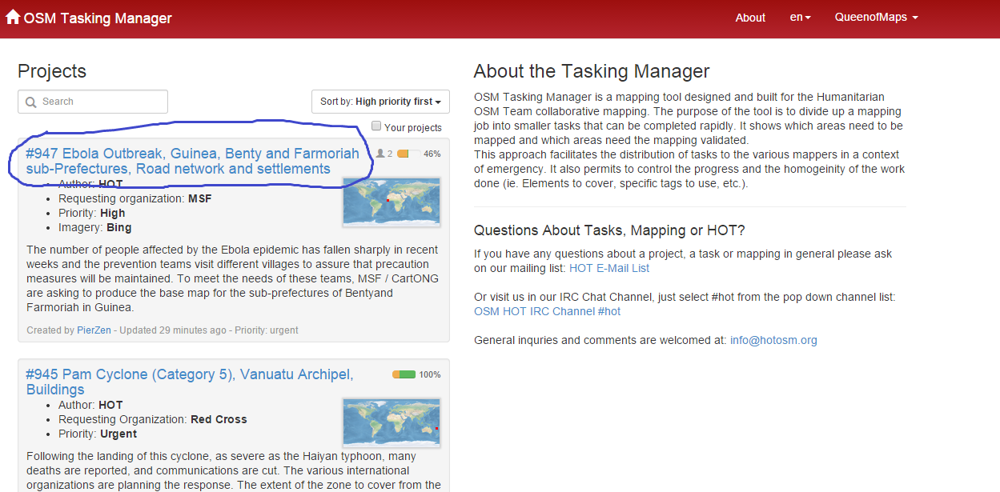 OSM Tasking Manager
About en QueenofMaps
Projects
Search
Sort by: High priority first
Your projects
#947 Ebola Outbreak, Guinea, Benty and Farmoriah
sub-Prefectures, Road network and settlements
2 46%
Author: HOT
Requesting organization: MSF
Priority: High
Imagery: Bing
The number of people affected by the Ebola epidemic has fallen sharply in recent
weeks and the prevention teams visit different villages to assure that precaution
measures will be maintained. To meet the needs of these teams, MSF / CartONG
are asking to produce the base map for the sub-prefectures of Bentyand
Farmoriah in Guinea.
Created by PierZen - Updated 29 minutes ago - Priority: urgent
#945 Pam Cyclone (Category 5), Vanuatu Archipel,
Buildings
100%
Author: HOT
Requesting Organization: Red Cross
Priority: Urgent
Following the landing of this cyclone, as severe as the Haiyan typhoon, many
deaths are reported, and communications are cut. The various international
organizations are planning the response. The extent of the zone to cover from the
About the Tasking Manager
OSM Tasking Manager is a mapping tool designed and built for the Humanitarian
OSM Team collaborative mapping. The purpose of the tool is to divide up a mapping
job into smaller tasks that can be completed rapidly. It shows which areas need to be
mapped and which areas need the mapping validated.
This approach facilitates the distribution of tasks to the various mappers in a context
of emergency. It also permits to control the progress and the homogeinity of the work
done (ie. Elements to cover, specific tags to use, etc.).
Questions About Tasks, Mapping or HOT?
If you have any questions about a project, a task or mapping in general please ask
on our mailing list: HOT E-Mail List
Or visit us in our IRC Chat Channel, just select #hot from the pop down channel list:
OSM HOT IRC Channel #hot
General inquries and comments are welcomed at: info@hotosm.org